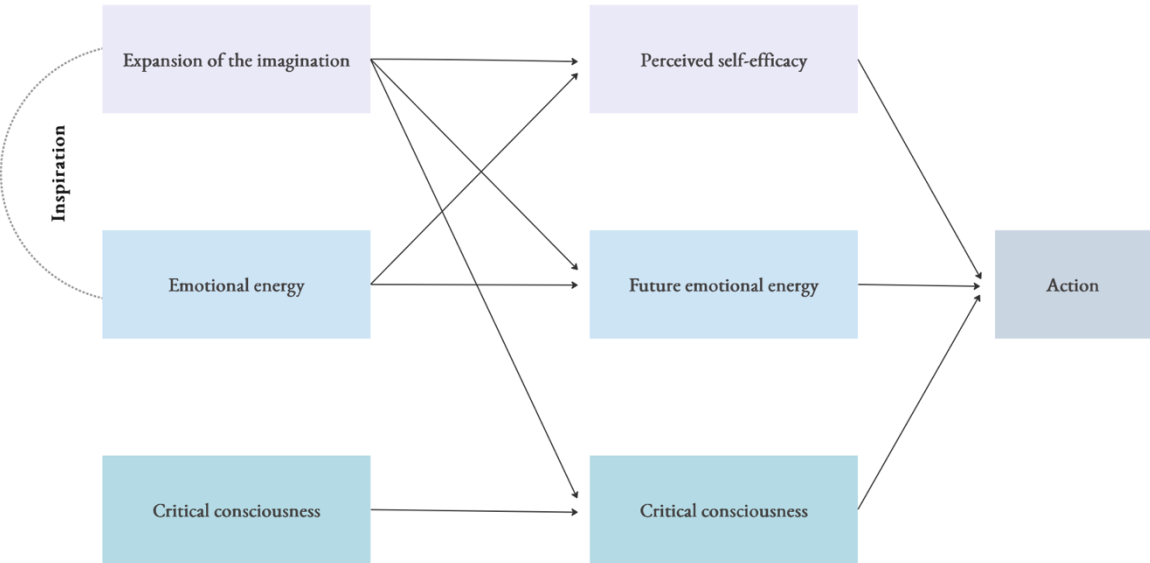 Expansion of the imagination
Perceived self-efficacy
Inspiration
Emotional energy
Future emotional energy
Action
Critical consciousness
Critical consciousness